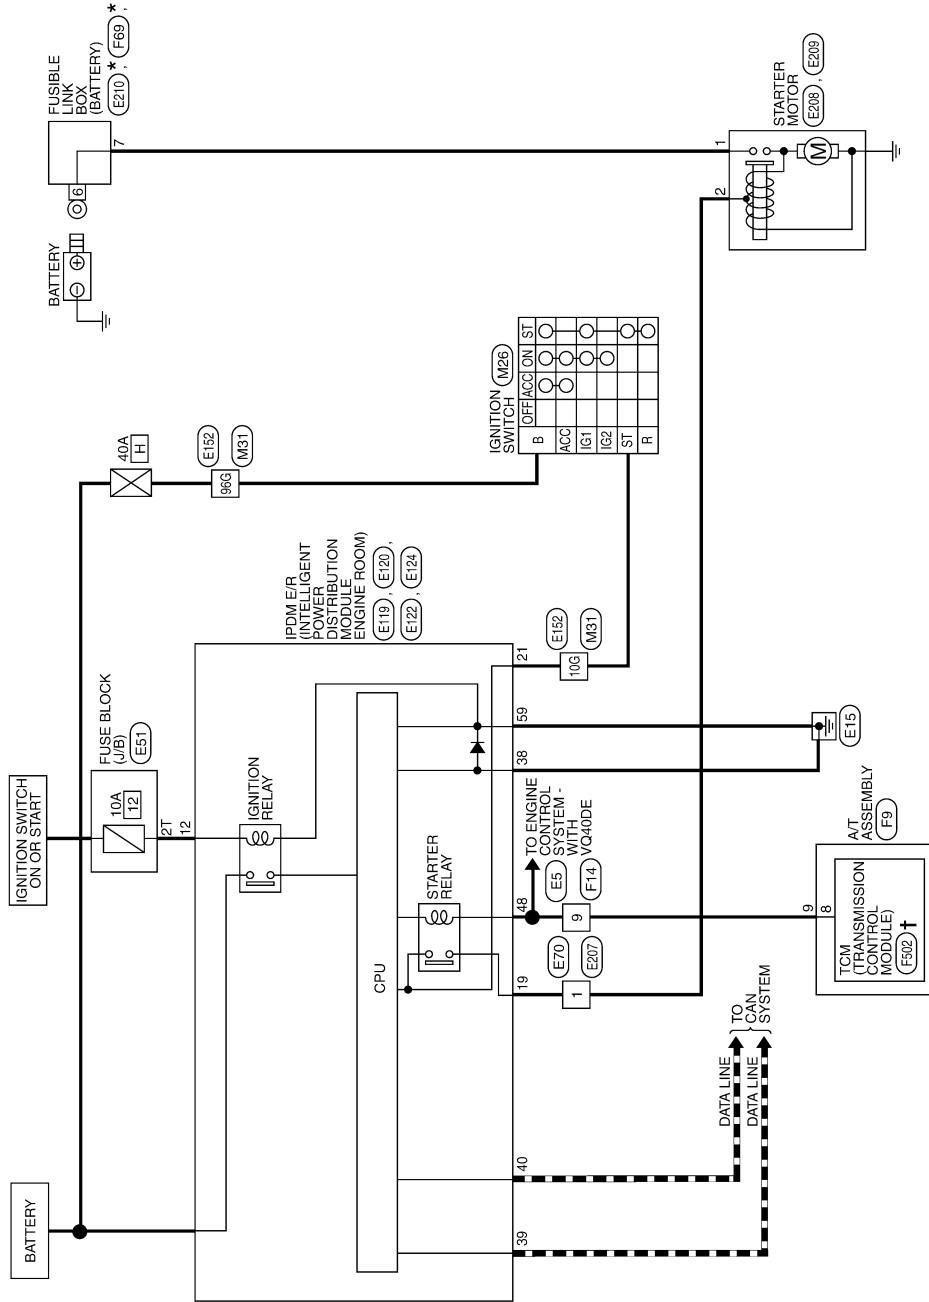 BATTERY
IGNITION SWITCH
ON OR START
FUSE BLOCK
(J/B)
E51
10A
12
2T
12
40A
H
E152
M31
96G
BATTERY
6
7
FUSIBLE
LINK
BOX
(BATTERY)
E210 * , F69 * ,
IPDM E/R
(INTELLIGENT
POWER
DISTRIBUTION
MODULE
ENGINE ROOM)
E119 , E120 ,
E122 , E124
IGNITION
RELAY
CPU
STARTER
RELAY
39
40
19
48
38
59
21
DATA LINE
DATA LINE
TO
CAN
SYSTEM
E70
E207
1
TO ENGINE
CONTROL
SYSTEM -
WITH
VQ40DE
E5
F14
9
E152
M31
10G
IGNITION
SWITCH
M26
OFF ACC ON ST
B
ACC
IG1
IG2
ST
R
A/T
ASSEMBLY
F9
9
8
TCM
(TRANSMISSION
CONTROL
MODULE)
F502 †
E15
2
1
STARTER
MOTOR
E208 , E209
M